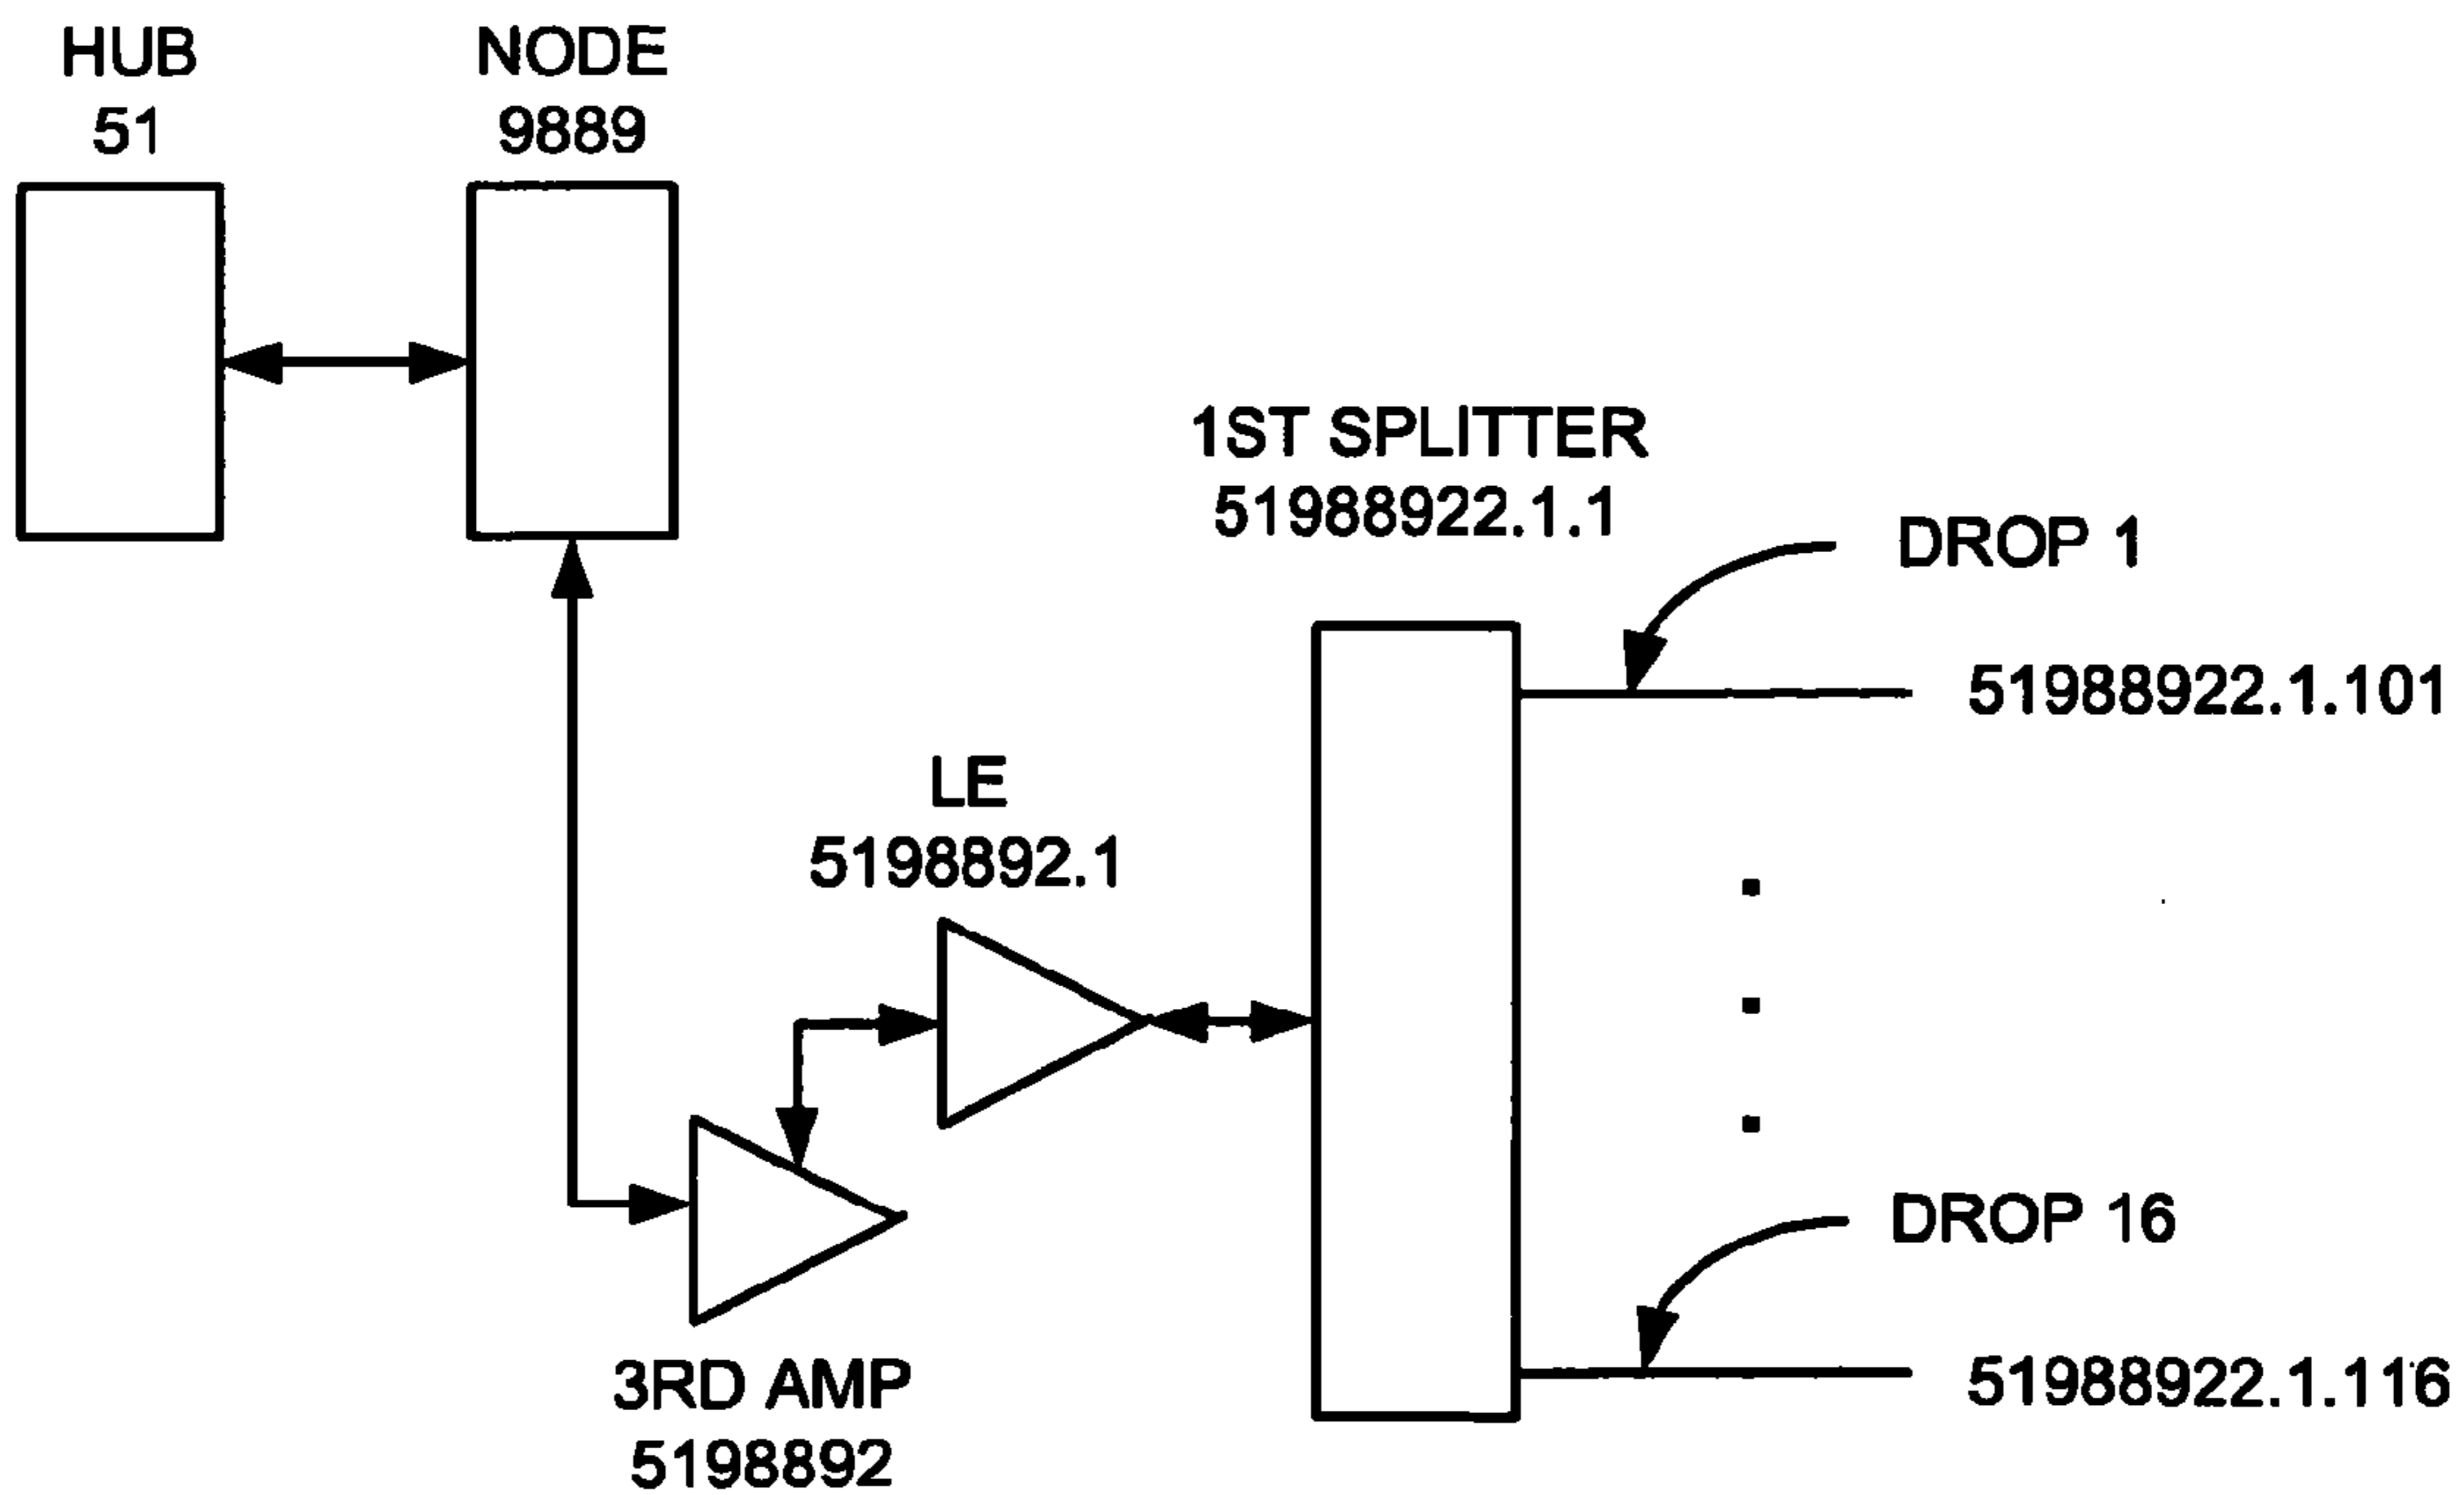 HUB
51
NODE
9889
1ST SPLITTER
51988922.1.1
DROP 1
51988922.1.101
LE
5198892.1
DROP 16
51988922.1.116
3RD AMP
5198892